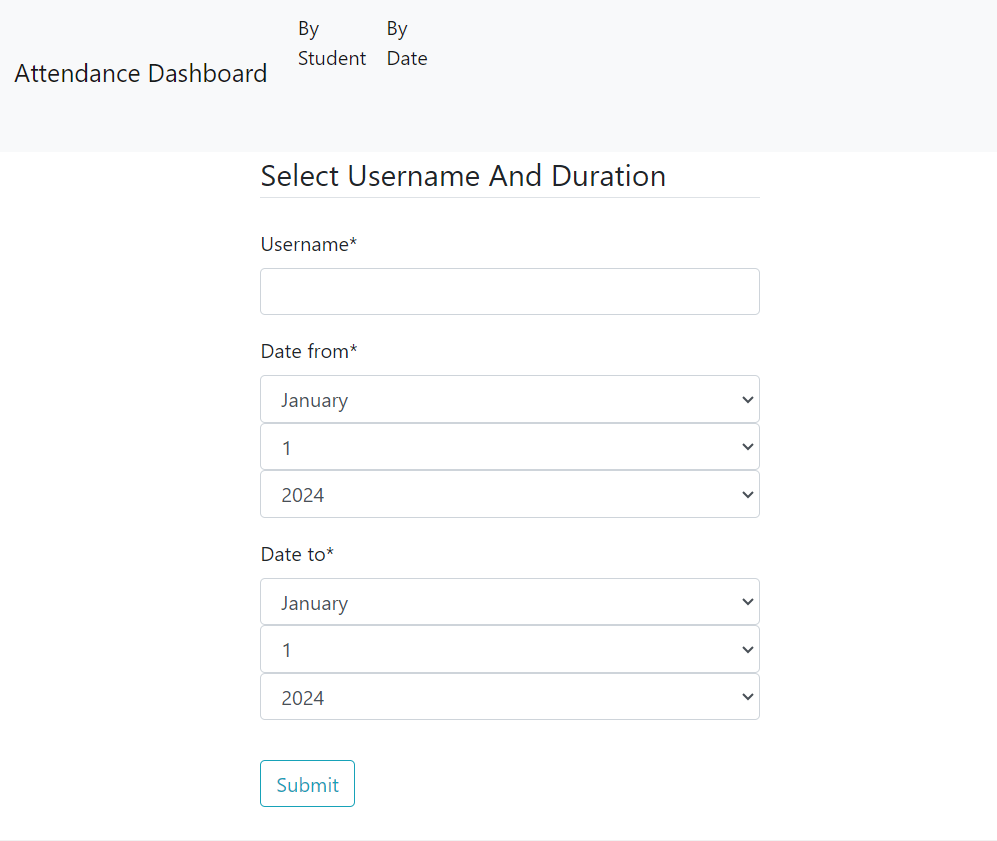 Attendance Dashboard
By
Student
By
Date
Select Username And Duration
Username*
Date from*
January
1
2024
Date to*
January
1
2024
Submit